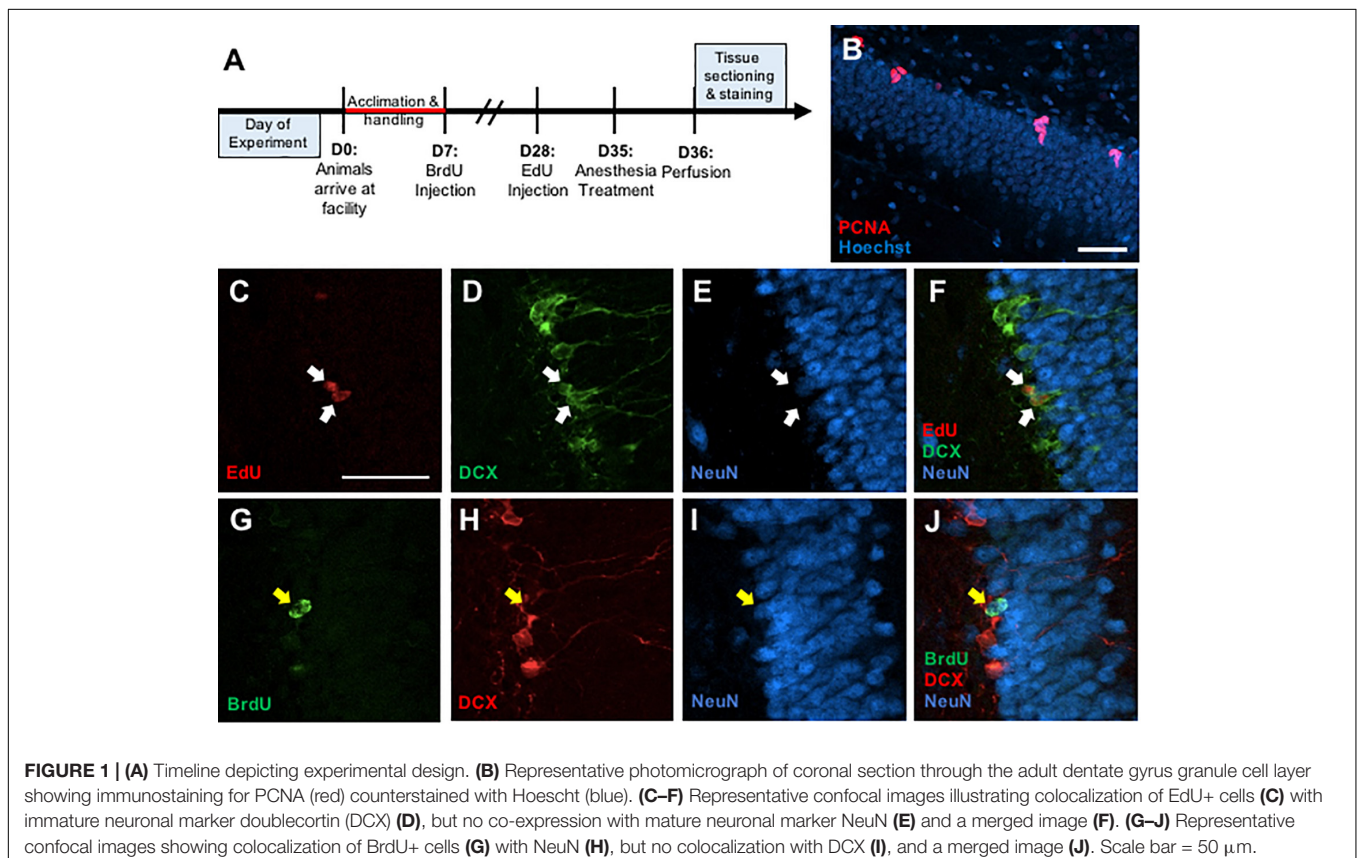 A
Day of
Experiment
Acclimation &
handling
D0:
Animals
arrive at
facility
D7:
BrdU
Injection
D28:
EdU
Injection
D35:
Anesthesia
Treatment
D36:
Perfusion
Tissue
sectioning
& staining
B
PCNA
Hoechst
C
EdU
D
DCX
E
NeuN
F
EdU
DCX
NeuN
G
BrdU
H
DCX
I
NeuN
J
BrdU
DCX
NeuN
FIGURE 1 | (A) Timeline depicting experimental design. (B) Representative photomicrograph of coronal section through the adult dentate gyrus granule cell layer
showing immunostaining for PCNA (red) counterstained with Hoescht (blue). (C–F) Representative confocal images illustrating colocalization of EdU+ cells (C) with
immature neuronal marker doublecortin (DCX) (D), but no co-expression with mature neuronal marker NeuN (E) and a merged image (F). (G–J) Representative
confocal images showing colocalization of BrdU+ cells (G) with NeuN (H), but no colocalization with DCX (I), and a merged image (J). Scale bar = 50 μm.